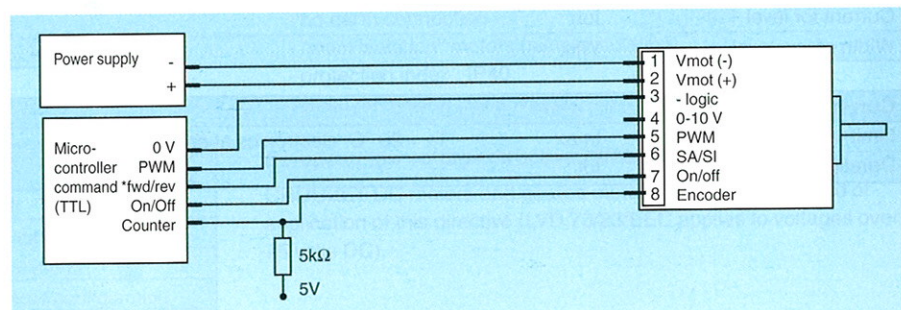 Power supply -
+
Micro-
controller
command
(TTL)
0 V
PWM
*fwd/rev
On/Off
Counter
5kΩ
5V
1 Vmot (-)
2 Vmot (+)
3 - logic
4 0-10 V
5 PWM
6 SA/SI
7 On/off
8 Encoder